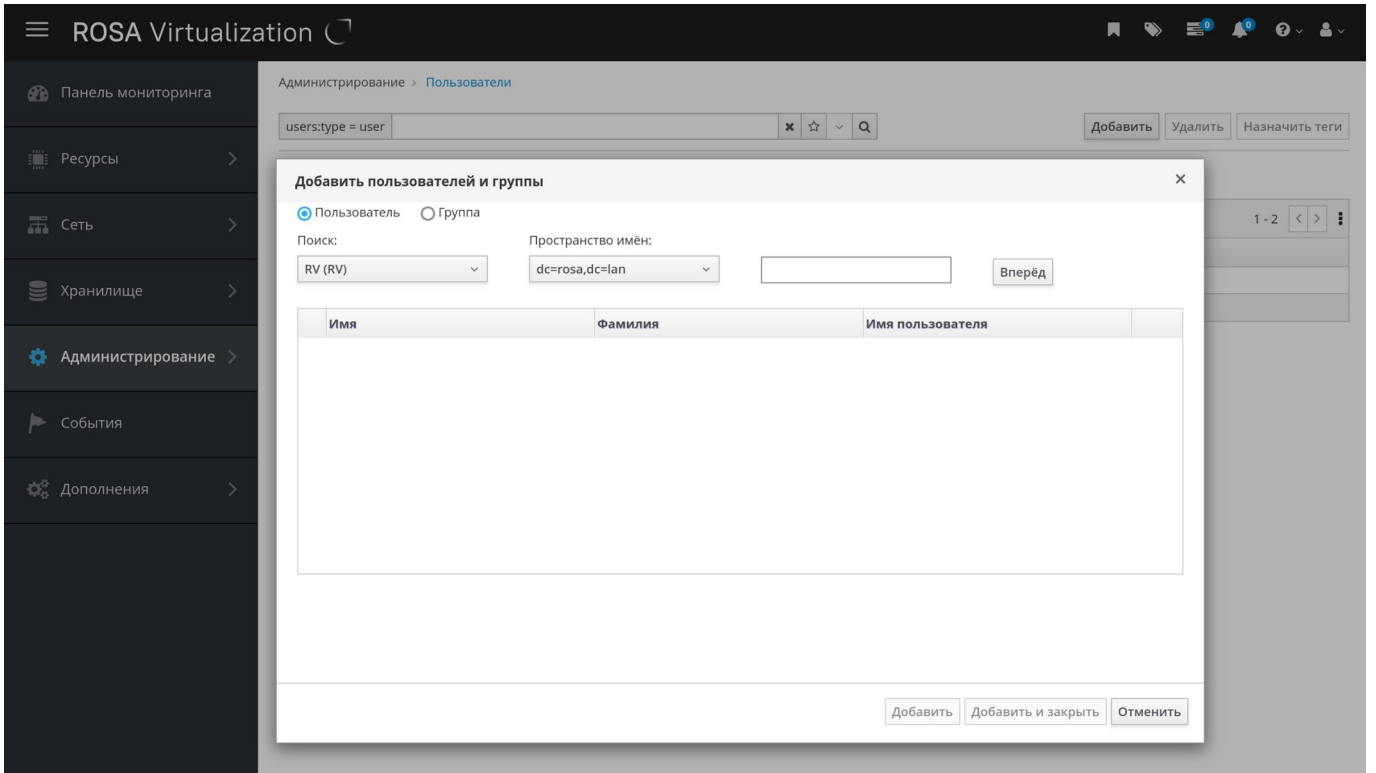 ROSA Virtualization
0 0
Панель мониторинга
Ресурсы
Сеть
Хранилище
Администрирование
События
Дополнения
Администрирование > Пользователи
users:type = user
Добавить Удалить Назначить теги
1 - 2
Добавить пользователей и группы
Пользователь Группа
Поиск: Пространство имён:
RV (RV) dc=rosa,dc=lan Вперёд
Имя Фамилия Имя пользователя
Добавить Добавить и закрыть Отменить